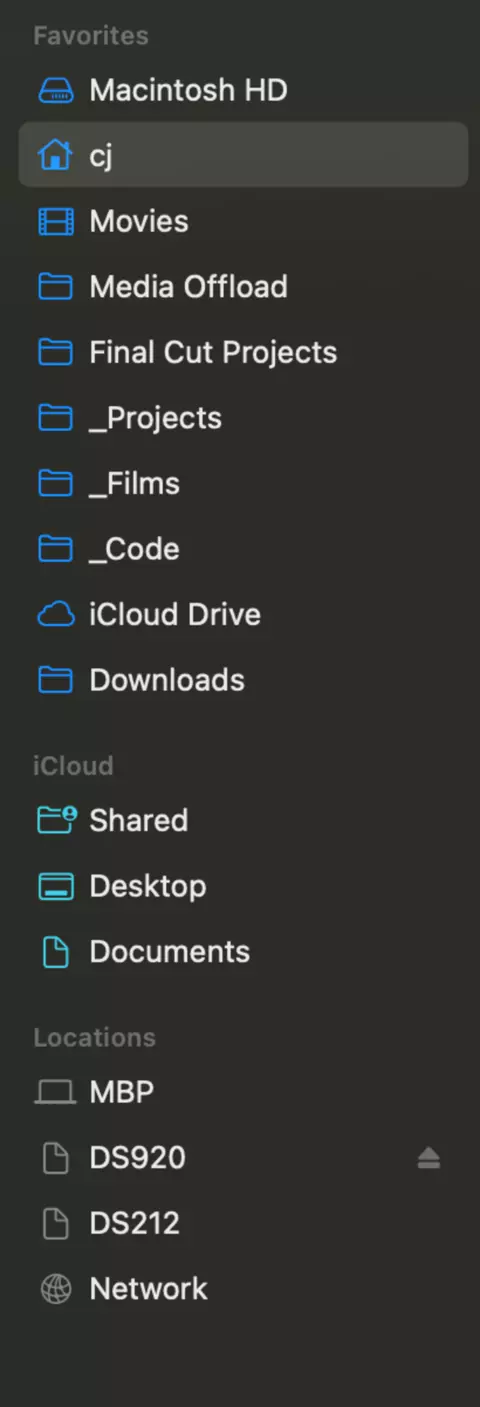 Favorites
Macintosh HD
cj
Movies
Media Offload
Final Cut Projects
_Projects
_Films
_Code
iCloud Drive
Downloads
iCloud
Shared
Desktop
Documents
Locations
MBP
DS920
DS212
Network